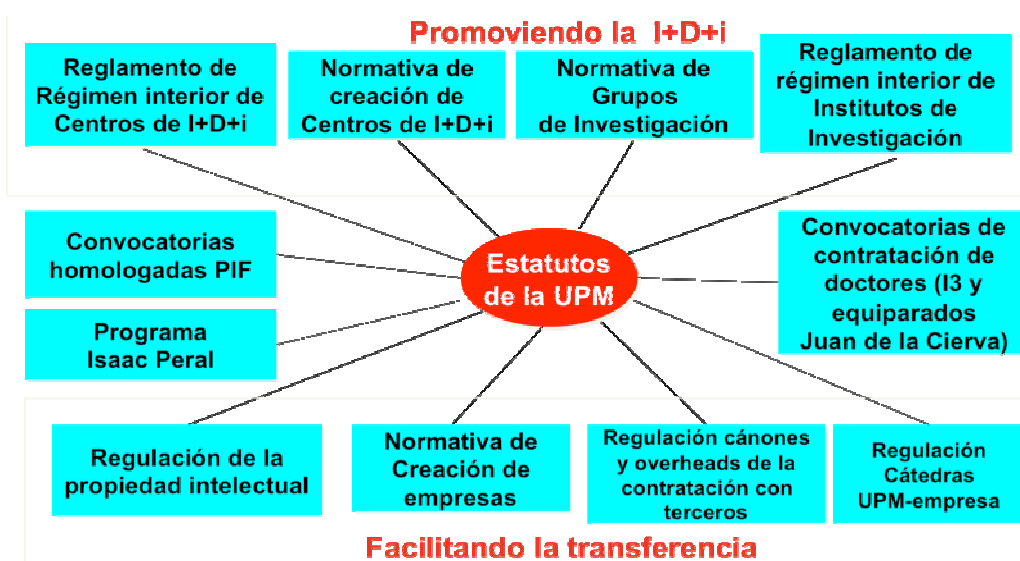 Promoviendo la I+D+i
Reglamento de
Régimen interior de
Centros de I+D+i
Normativa de
creación de
Centros de I+D+i
Normativa de
Grupos
de Investigación
Reglamento de
régimen interior de
Institutos de
Investigación
Convocatorias
homologadas PIF
Estatutos
de la UPM
Convocatorias de
contratación de
doctores (I3 y
equiparados
Juan de la Cierva)
Programa
Isaac Peral
Regulación de la
propiedad intelectual
Normativa de
Creación de
empresas
Regulación cánones
y overheads de la
contratación con
terceros
Regulación
Cátedras
UPM-empresa
Facilitando la transferencia